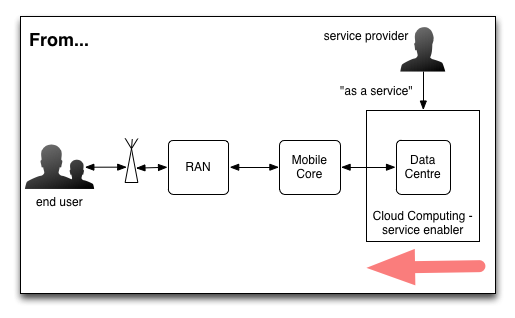 From...
service provider
"as a service"
RAN
Mobile
Core
Data
Centre
end user
Cloud Computing -
service enabler